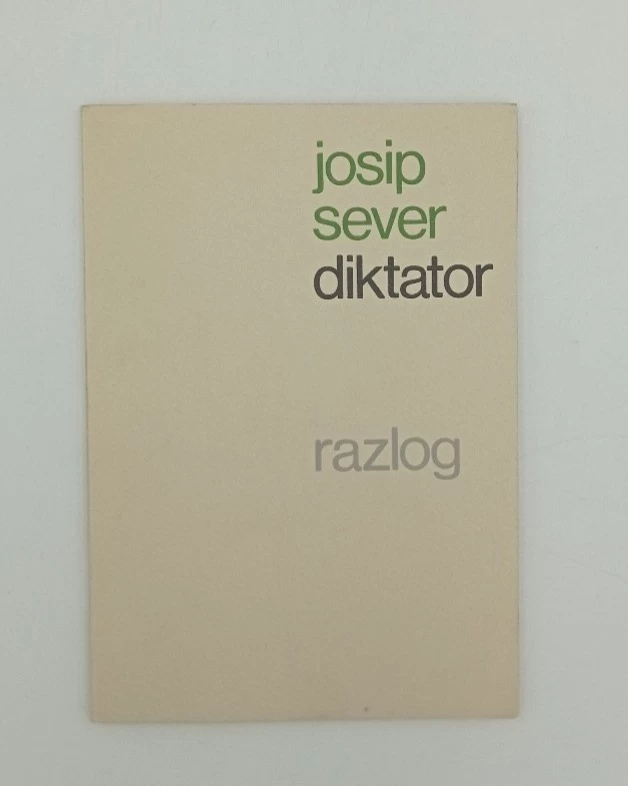 josip
sever
diktator
razlog